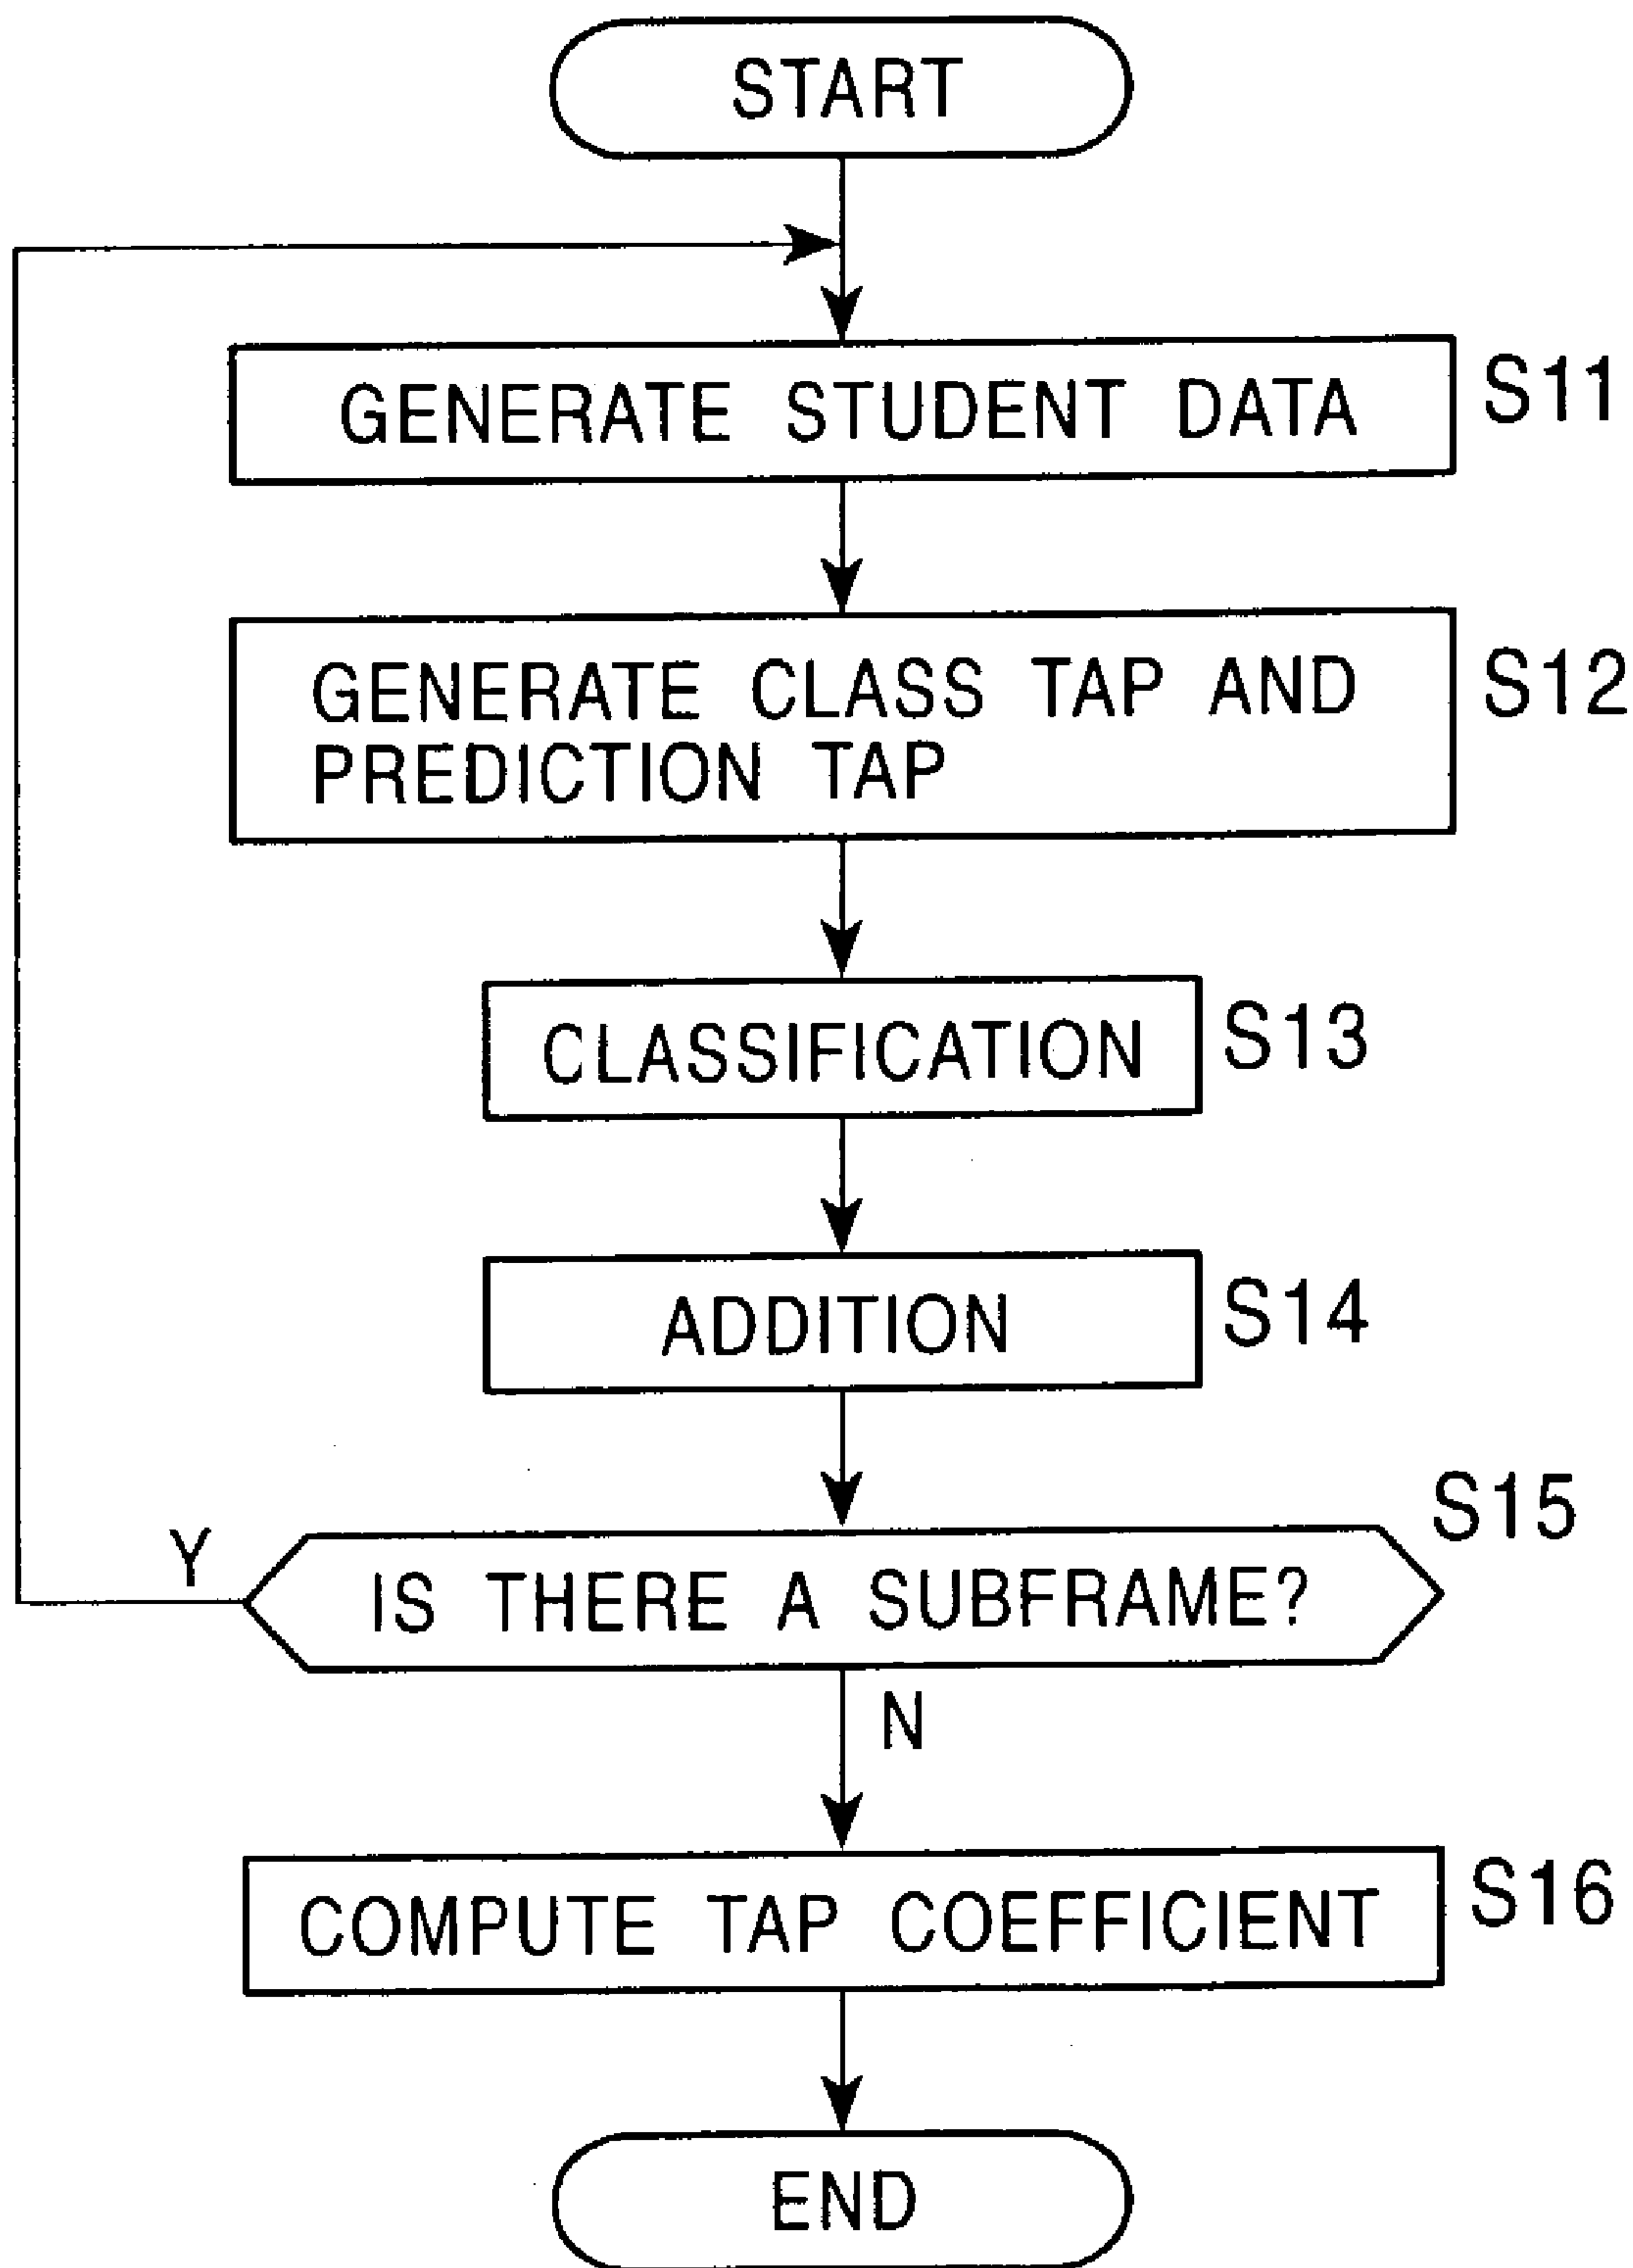 START
GENERATE STUDENT DATA S11
GENERATE CLASS TAP AND
PREDICTION TAP
S12
CLASSIFICATION S13
ADDITION S14
S15
Y
IS THERE A SUBFRAME?
N
COMPUTE TAP COEFFICIENT S16
END